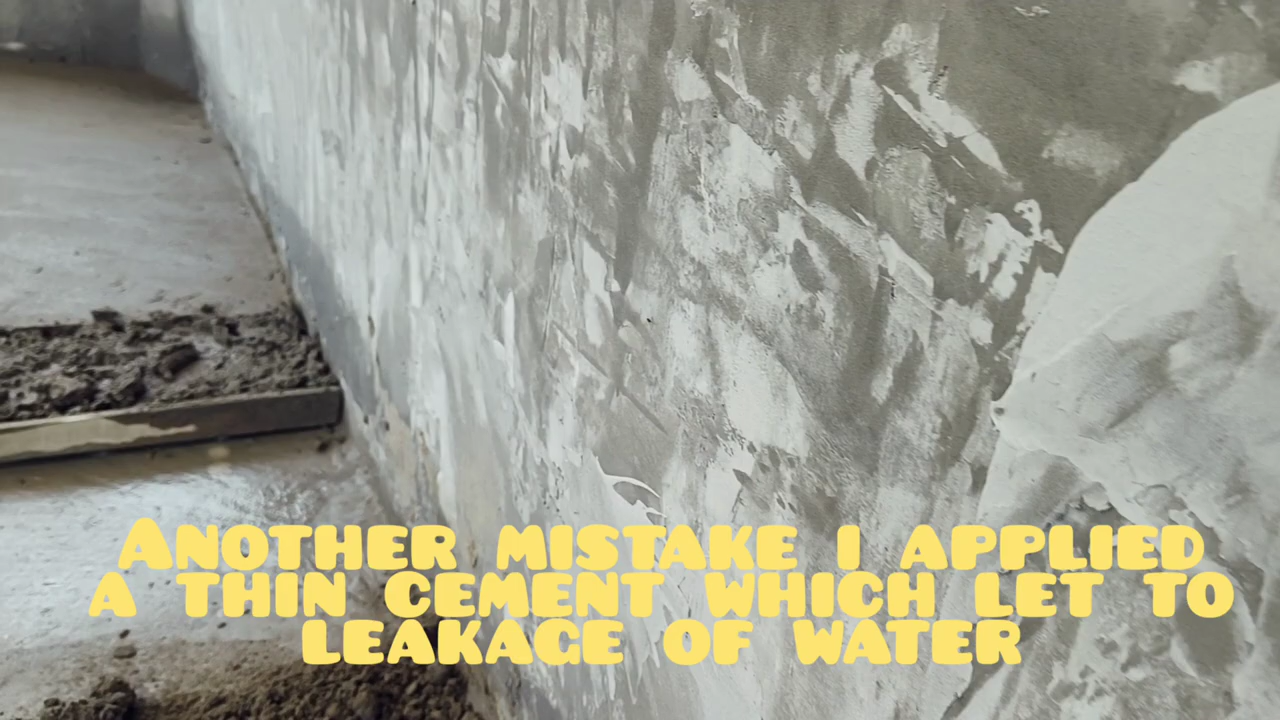 Another mistake i applied
a thin cement which let to
leakage of water